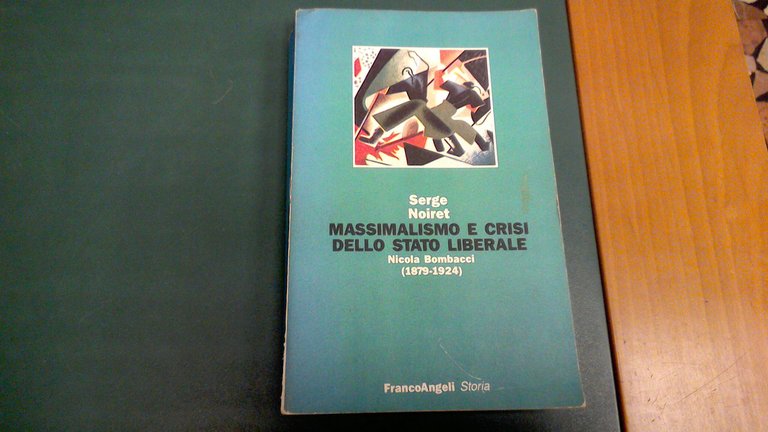 Serge
Noiret
MASSIMALISMO E CRISI
DELLO STATO LIBERALE
Nicola Bombacci
(1879-1924)
FrancoAngeli Storia